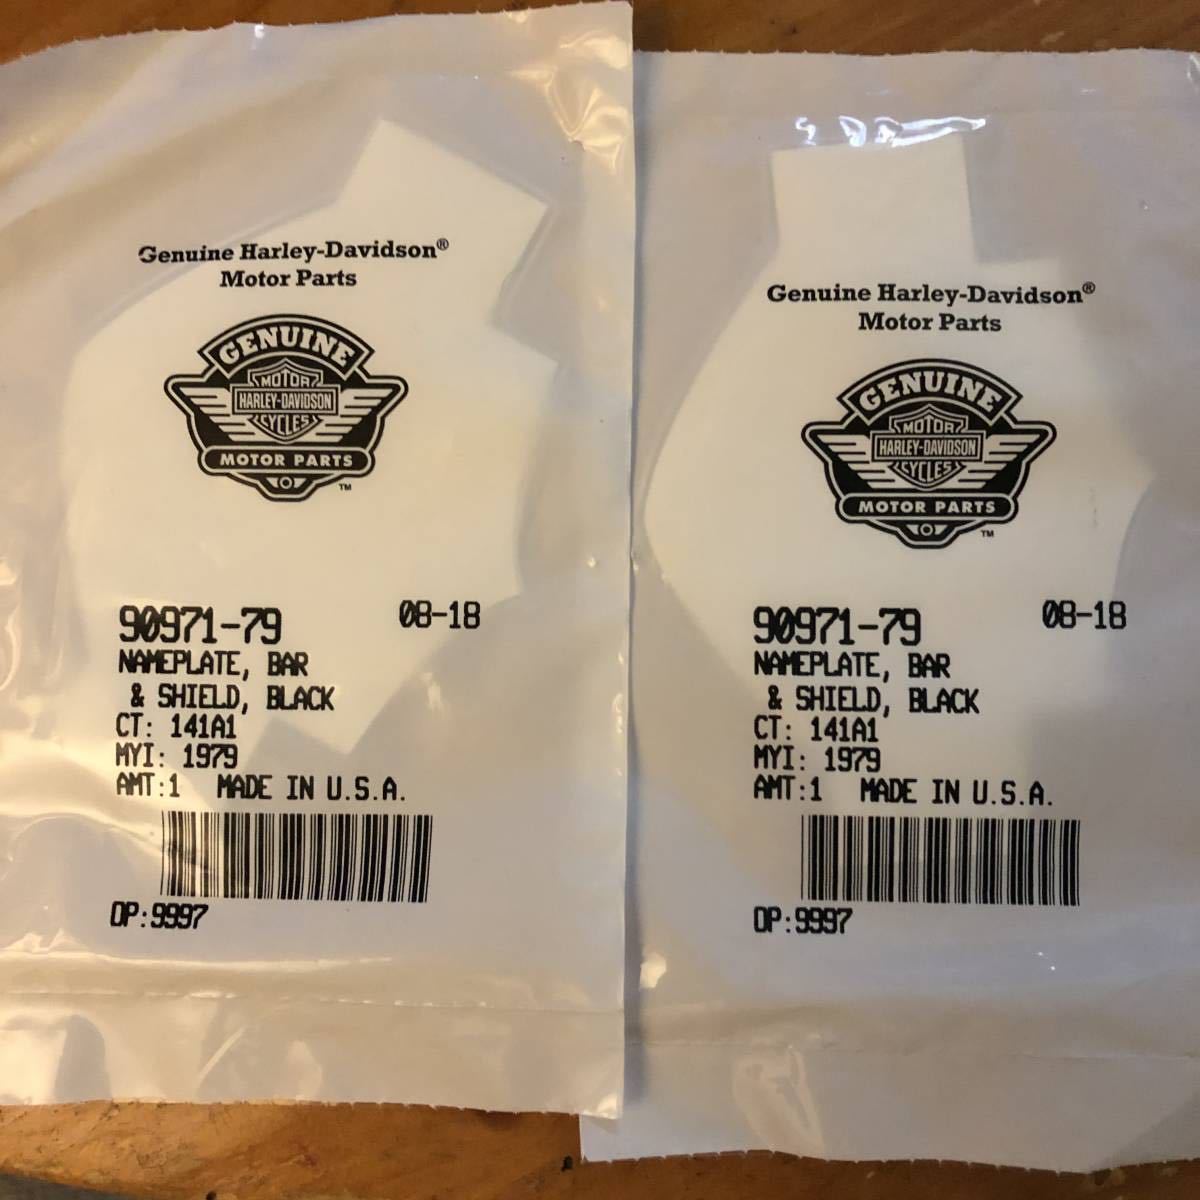 Genuine Harley-Davidson®
Motor Parts
GENUINE
MOTOR
HARLEY-DAVIDSON
CYCLES
MOTOR PARTS
™
90971-79 08-18
NAMEPLATE, BAR
& SHIELD, BLACK
CT: 141A1
MYI: 1979
AMT:1 MADE IN U.S.A.
OP:9997
Genuine Harley-Davidson®
Motor Parts
GENUINE
MOTOR
HARLEY-DAVIDSON
CYCLES
MOTOR PARTS
™
90971-79 08-18
NAMEPLATE, BAR
& SHIELD, BLACK
CT: 141A1
MYI: 1979
AMT:1 MADE IN U.S.A.
OP:9997